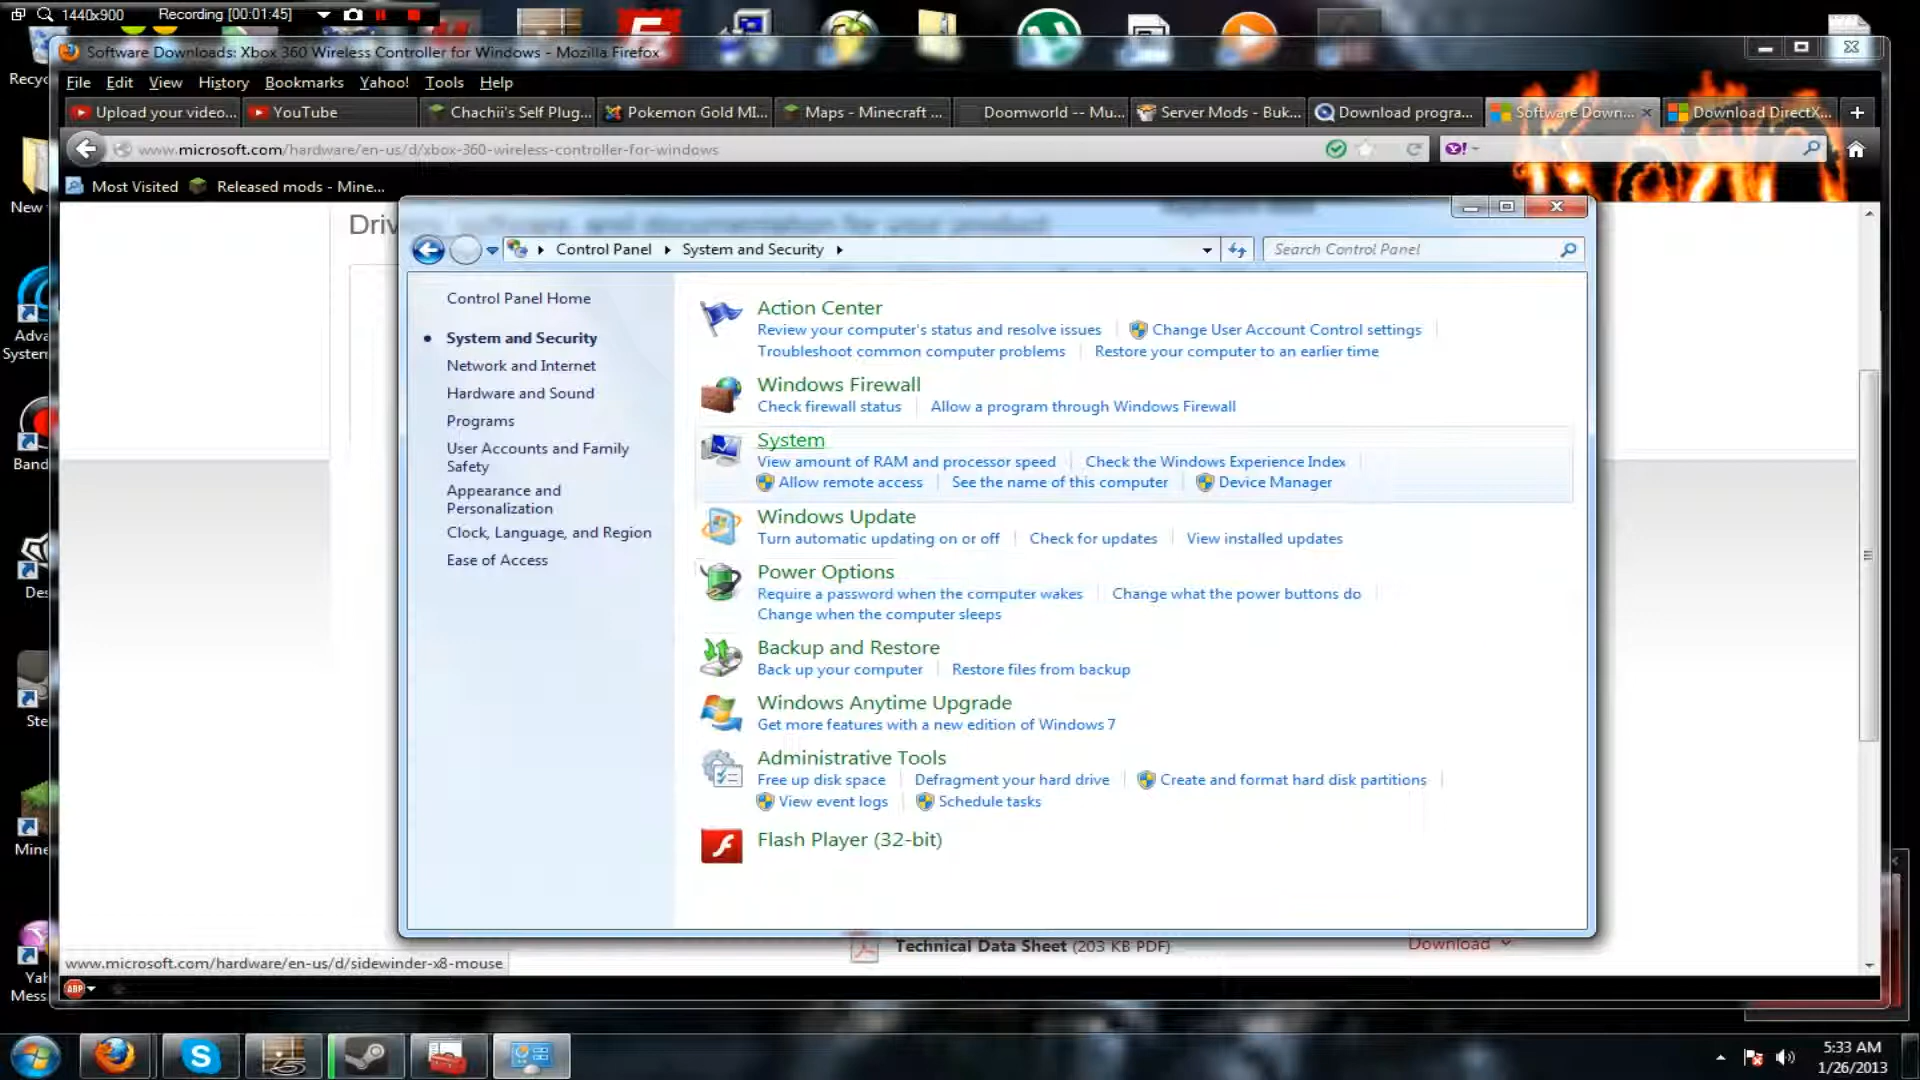 1440x900 Recording [00:01:45]
Software Downloads: Xbox 360 Wireless Controller for Windows - Mozilla Firefox
File Edit View History Bookmarks Yahoo! Tools Help
Upload your video... YouTube Chachii's Self Plug... Pokemon Gold MI... Maps - Minecraft ... Doomworld -- Mu... Server Mods - Buk... Download progra... Software Down... Download DirectX...
www.microsoft.com/hardware/en-us/d/xbox-360-wireless-controller-for-windows
Most Visited Released mods - Mine...
Control Panel System and Security Search Control Panel
Control Panel Home
System and Security
Network and Internet
Hardware and Sound
Programs
User Accounts and Family
Safety
Appearance and
Personalization
Clock, Language, and Region
Ease of Access
Action Center
Review your computer's status and resolve issues Change User Account Control settings
Troubleshoot common computer problems Restore your computer to an earlier time
Windows Firewall
Check firewall status Allow a program through Windows Firewall
System
View amount of RAM and processor speed Check the Windows Experience Index
Allow remote access See the name of this computer Device Manager
Windows Update
Turn automatic updating on or off Check for updates View installed updates
Power Options
Require a password when the computer wakes Change what the power buttons do
Change when the computer sleeps
Backup and Restore
Back up your computer Restore files from backup
Windows Anytime Upgrade
Get more features with a new edition of Windows 7
Administrative Tools
Free up disk space Defragment your hard drive Create and format hard disk partitions
View event logs Schedule tasks
Flash Player (32-bit)
Technical Data Sheet (203 KB PDF) Download
www.microsoft.com/hardware/en-us/d/sidewinder-x8-mouse
ABP
Recyc
New
Adva
System
Band
Des
Ste
Mine
Yah
Mess
5:33 AM
1/26/2013